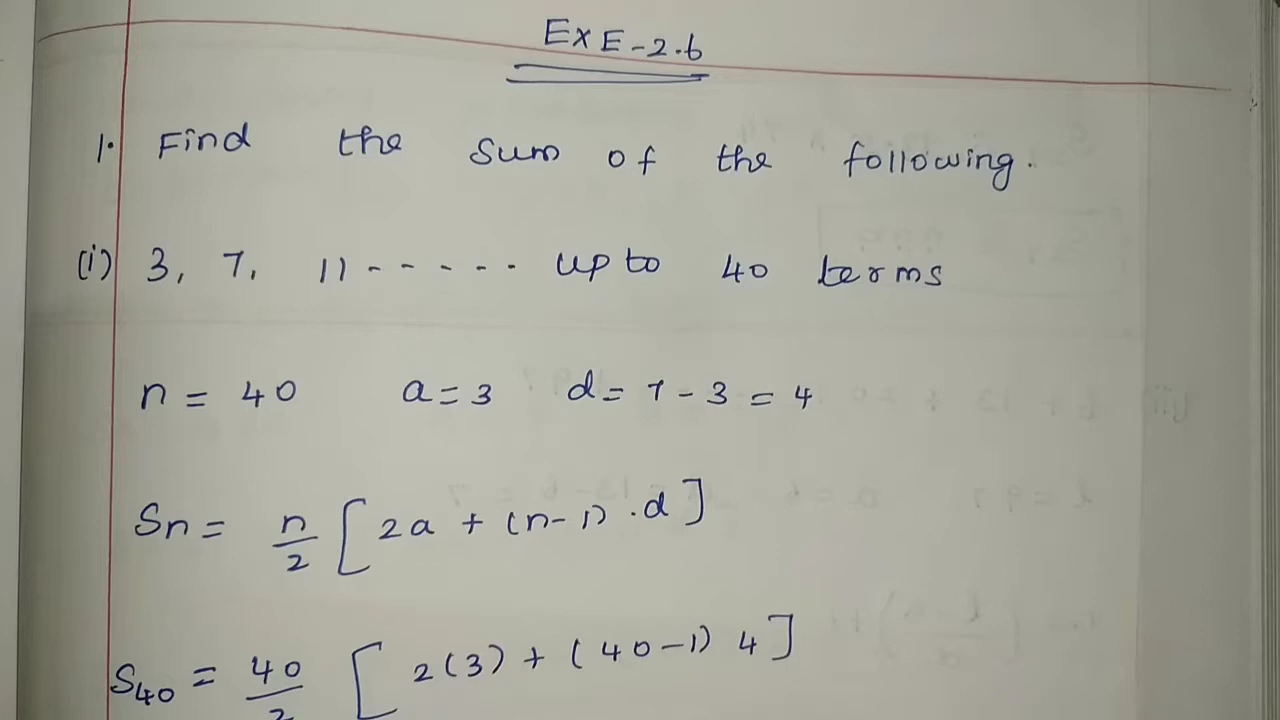 Ex E-2.6
1. Find the sum of the following.
(i) 3, 7, 11 - - - - - - up to 40 terms
n = 40 a = 3 d = 7 - 3 = 4
Sn = n/2 [2a + (n-1) .d]
S40 = 40/2 [2(3) + (40-1) 4]